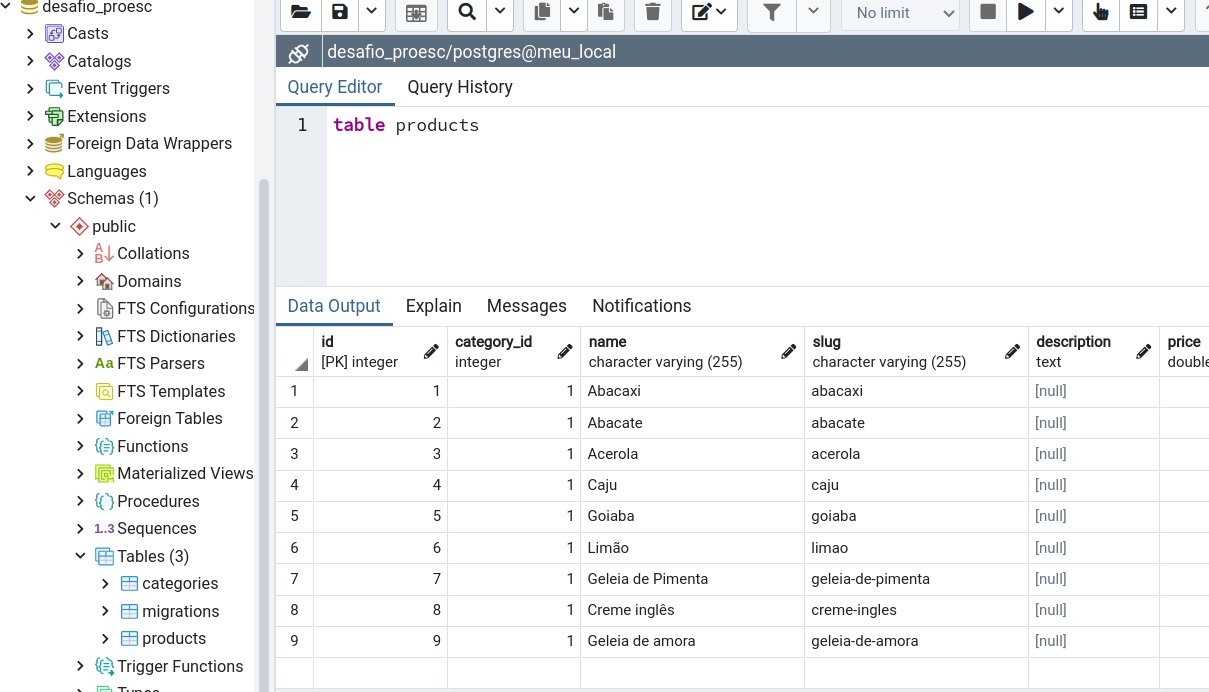 desafio_proesc
Casts
Catalogs
Event Triggers
Extensions
Foreign Data Wrappers
Languages
Schemas (1)
public
Collations
Domains
FTS Configurations
FTS Dictionaries
Aa FTS Parsers
FTS Templates
Foreign Tables
Functions
Materialized Views
Procedures
1..3 Sequences
Tables (3)
categories
migrations
products
Trigger Functions
Types
No limit
desafio_proesc/postgres@meu_local
Query Editor Query History
1 table products
Data Output Explain Messages Notifications
id category_id name slug description price
[PK] integer integer character varying (255) character varying (255) text double
1 1 1 Abacaxi abacaxi [null]
2 2 1 Abacate abacate [null]
3 3 1 Acerola acerola [null]
4 4 1 Caju caju [null]
5 5 1 Goiaba goiaba [null]
6 6 1 Limão limao [null]
7 7 1 Geleia de Pimenta geleia-de-pimenta [null]
8 8 1 Creme inglês creme-ingles [null]
9 9 1 Geleia de amora geleia-de-amora [null]